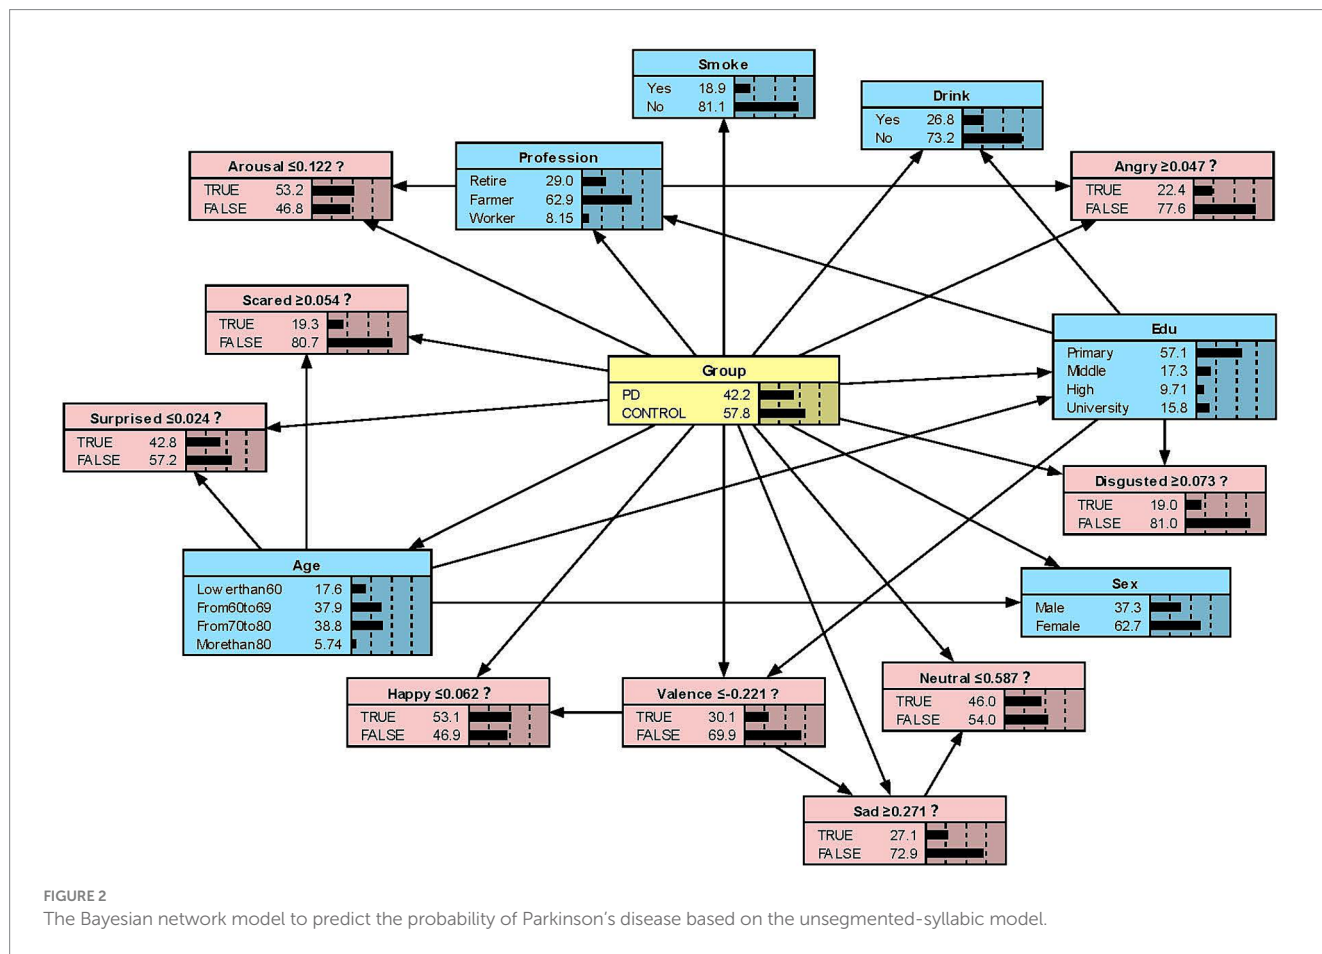 Smoke
Yes 18.9
No 81.1
Drink
Yes 26.8
No 73.2
Arousal ≤0.122 ?
TRUE 53.2
FALSE 46.8
Profession
Retire 29.0
Farmer 62.9
Worker 8.15
Angry ≥0.047 ?
TRUE 22.4
FALSE 77.6
Scared ≥0.054 ?
TRUE 19.3
FALSE 80.7
Group
PD 42.2
CONTROL 57.8
Edu
Primary 57.1
Middle 17.3
High 9.71
University 15.8
Surprised ≤0.024 ?
TRUE 42.8
FALSE 57.2
Disgusted ≥0.073 ?
TRUE 19.0
FALSE 81.0
Age
Lowerthan60 17.6
From60to69 37.9
From70to80 38.8
Morethan80 5.74
Sex
Male 37.3
Female 62.7
Happy ≤0.062 ?
TRUE 53.1
FALSE 46.9
Valence ≤-0.221 ?
TRUE 30.1
FALSE 69.9
Neutral ≤0.587 ?
TRUE 46.0
FALSE 54.0
Sad ≥0.271 ?
TRUE 27.1
FALSE 72.9
FIGURE 2
The Bayesian network model to predict the probability of Parkinson's disease based on the unsegmented-syllabic model.